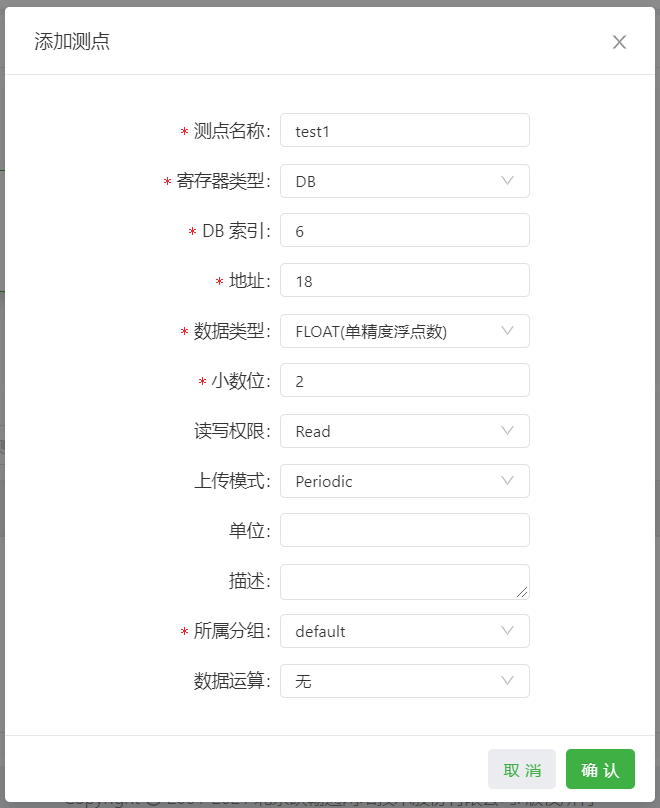 添加测点
* 测点名称: test1
* 寄存器类型: DB
* DB 索引: 6
* 地址: 18
* 数据类型: FLOAT(单精度浮点数)
* 小数位: 2
读写权限: Read
上传模式: Periodic
单位:
描述:
* 所属分组: default
数据运算: 无
取 消 确 认